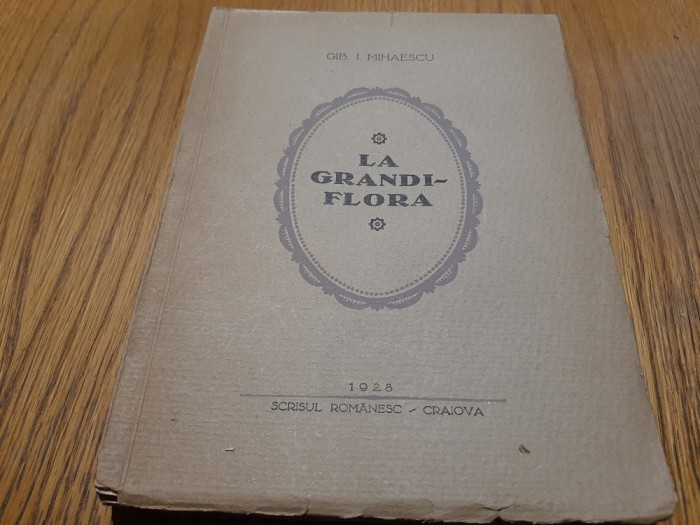 GIB. I. MIHAESCU
LA
GRANDI-
FLORA
1928
SCRISUL ROMÂNESC - CRAIOVA